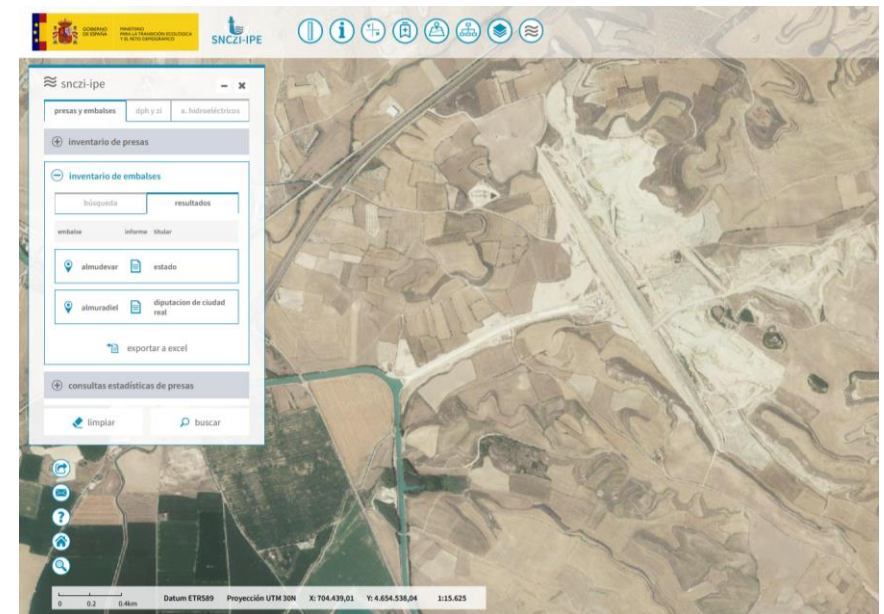 GOBIERNO
DE ESPAÑA
MINISTERIO
PARA LA TRANSICIÓN ECOLÓGICA
Y EL RETO DEMOGRÁFICO
SNCZI-IPE
snczi-ipe
presas y embalses
dph y zi
a. hidroeléctricos
inventario de presas
inventario de embalses
búsqueda
resultados
embalse informe titular
almudevar estado
almuradiel diputacion de ciudad
real
exportar a excel
consultas estadísticas de presas
limpiar
buscar
0 0.2 0.4km
Datum ETRS89 Proyección UTM 30N X: 704.439,01 Y: 4.654.538,04 1:15.625